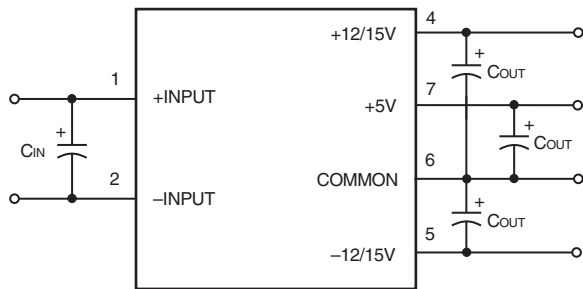 4
+12/15V
+
COUT
1
7
+INPUT
+5V
+
CIN
+
COUT
6
2
COMMON
–INPUT
+
COUT
5
–12/15V